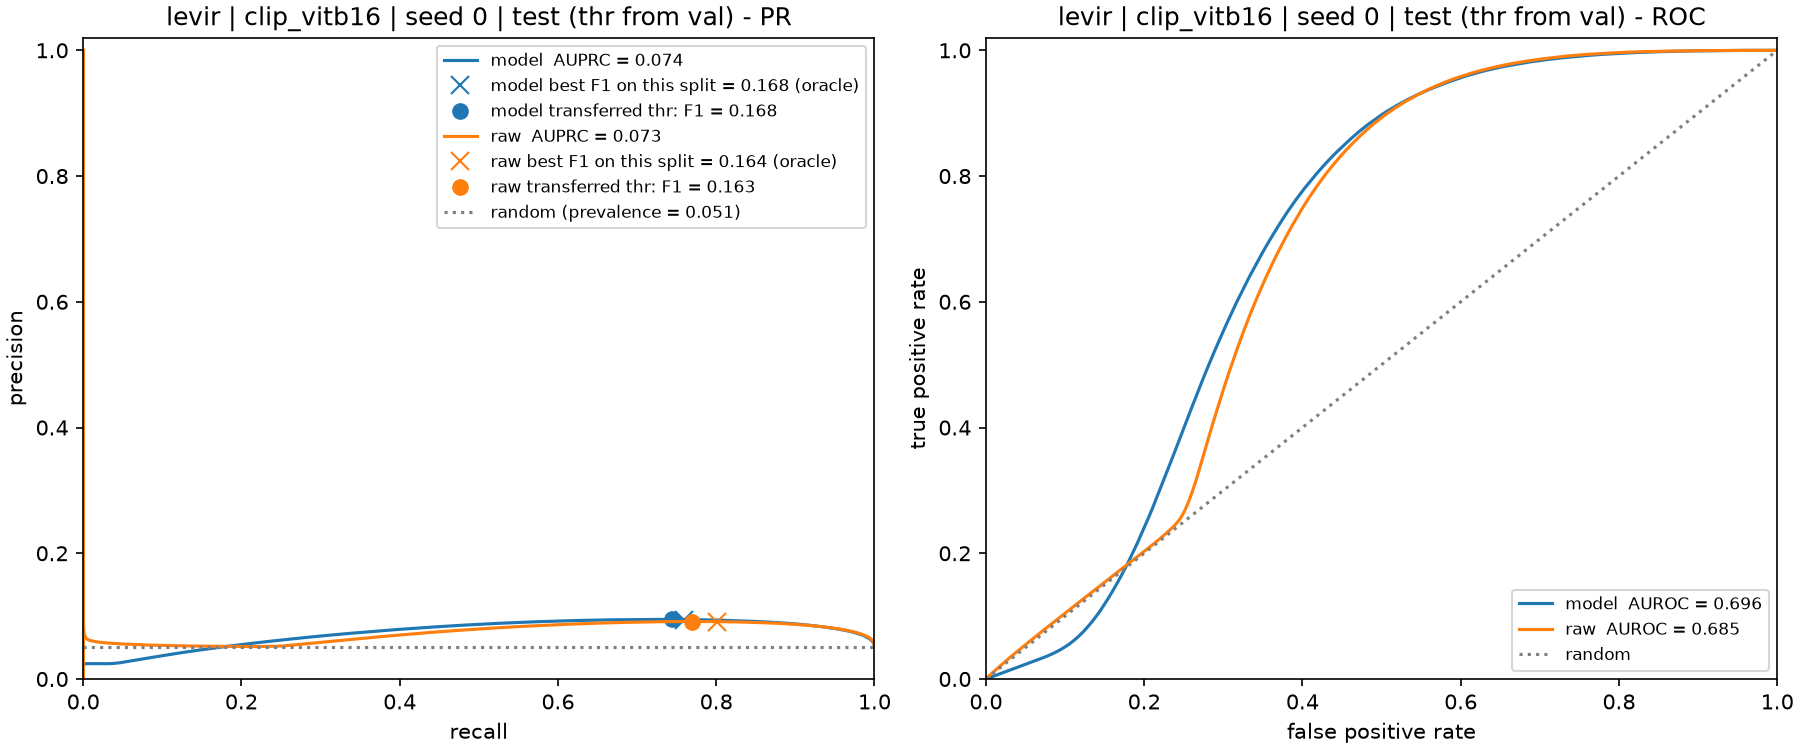 levir | clip_vitb16 | seed 0 | test (thr from val) - PR
1.0
0.8
0.6
0.4
0.2
0.0
precision
0.0
0.2
0.4
0.6
0.8
1.0
recall
model  AUPRC = 0.074
model best F1 on this split = 0.168 (oracle)
model transferred thr: F1 = 0.168
raw  AUPRC = 0.073
raw best F1 on this split = 0.164 (oracle)
raw transferred thr: F1 = 0.163
random (prevalence = 0.051)
levir | clip_vitb16 | seed 0 | test (thr from val) - ROC
1.0
0.8
0.6
0.4
0.2
0.0
true positive rate
0.0
0.2
0.4
0.6
0.8
1.0
false positive rate
model  AUROC = 0.696
raw  AUROC = 0.685
random